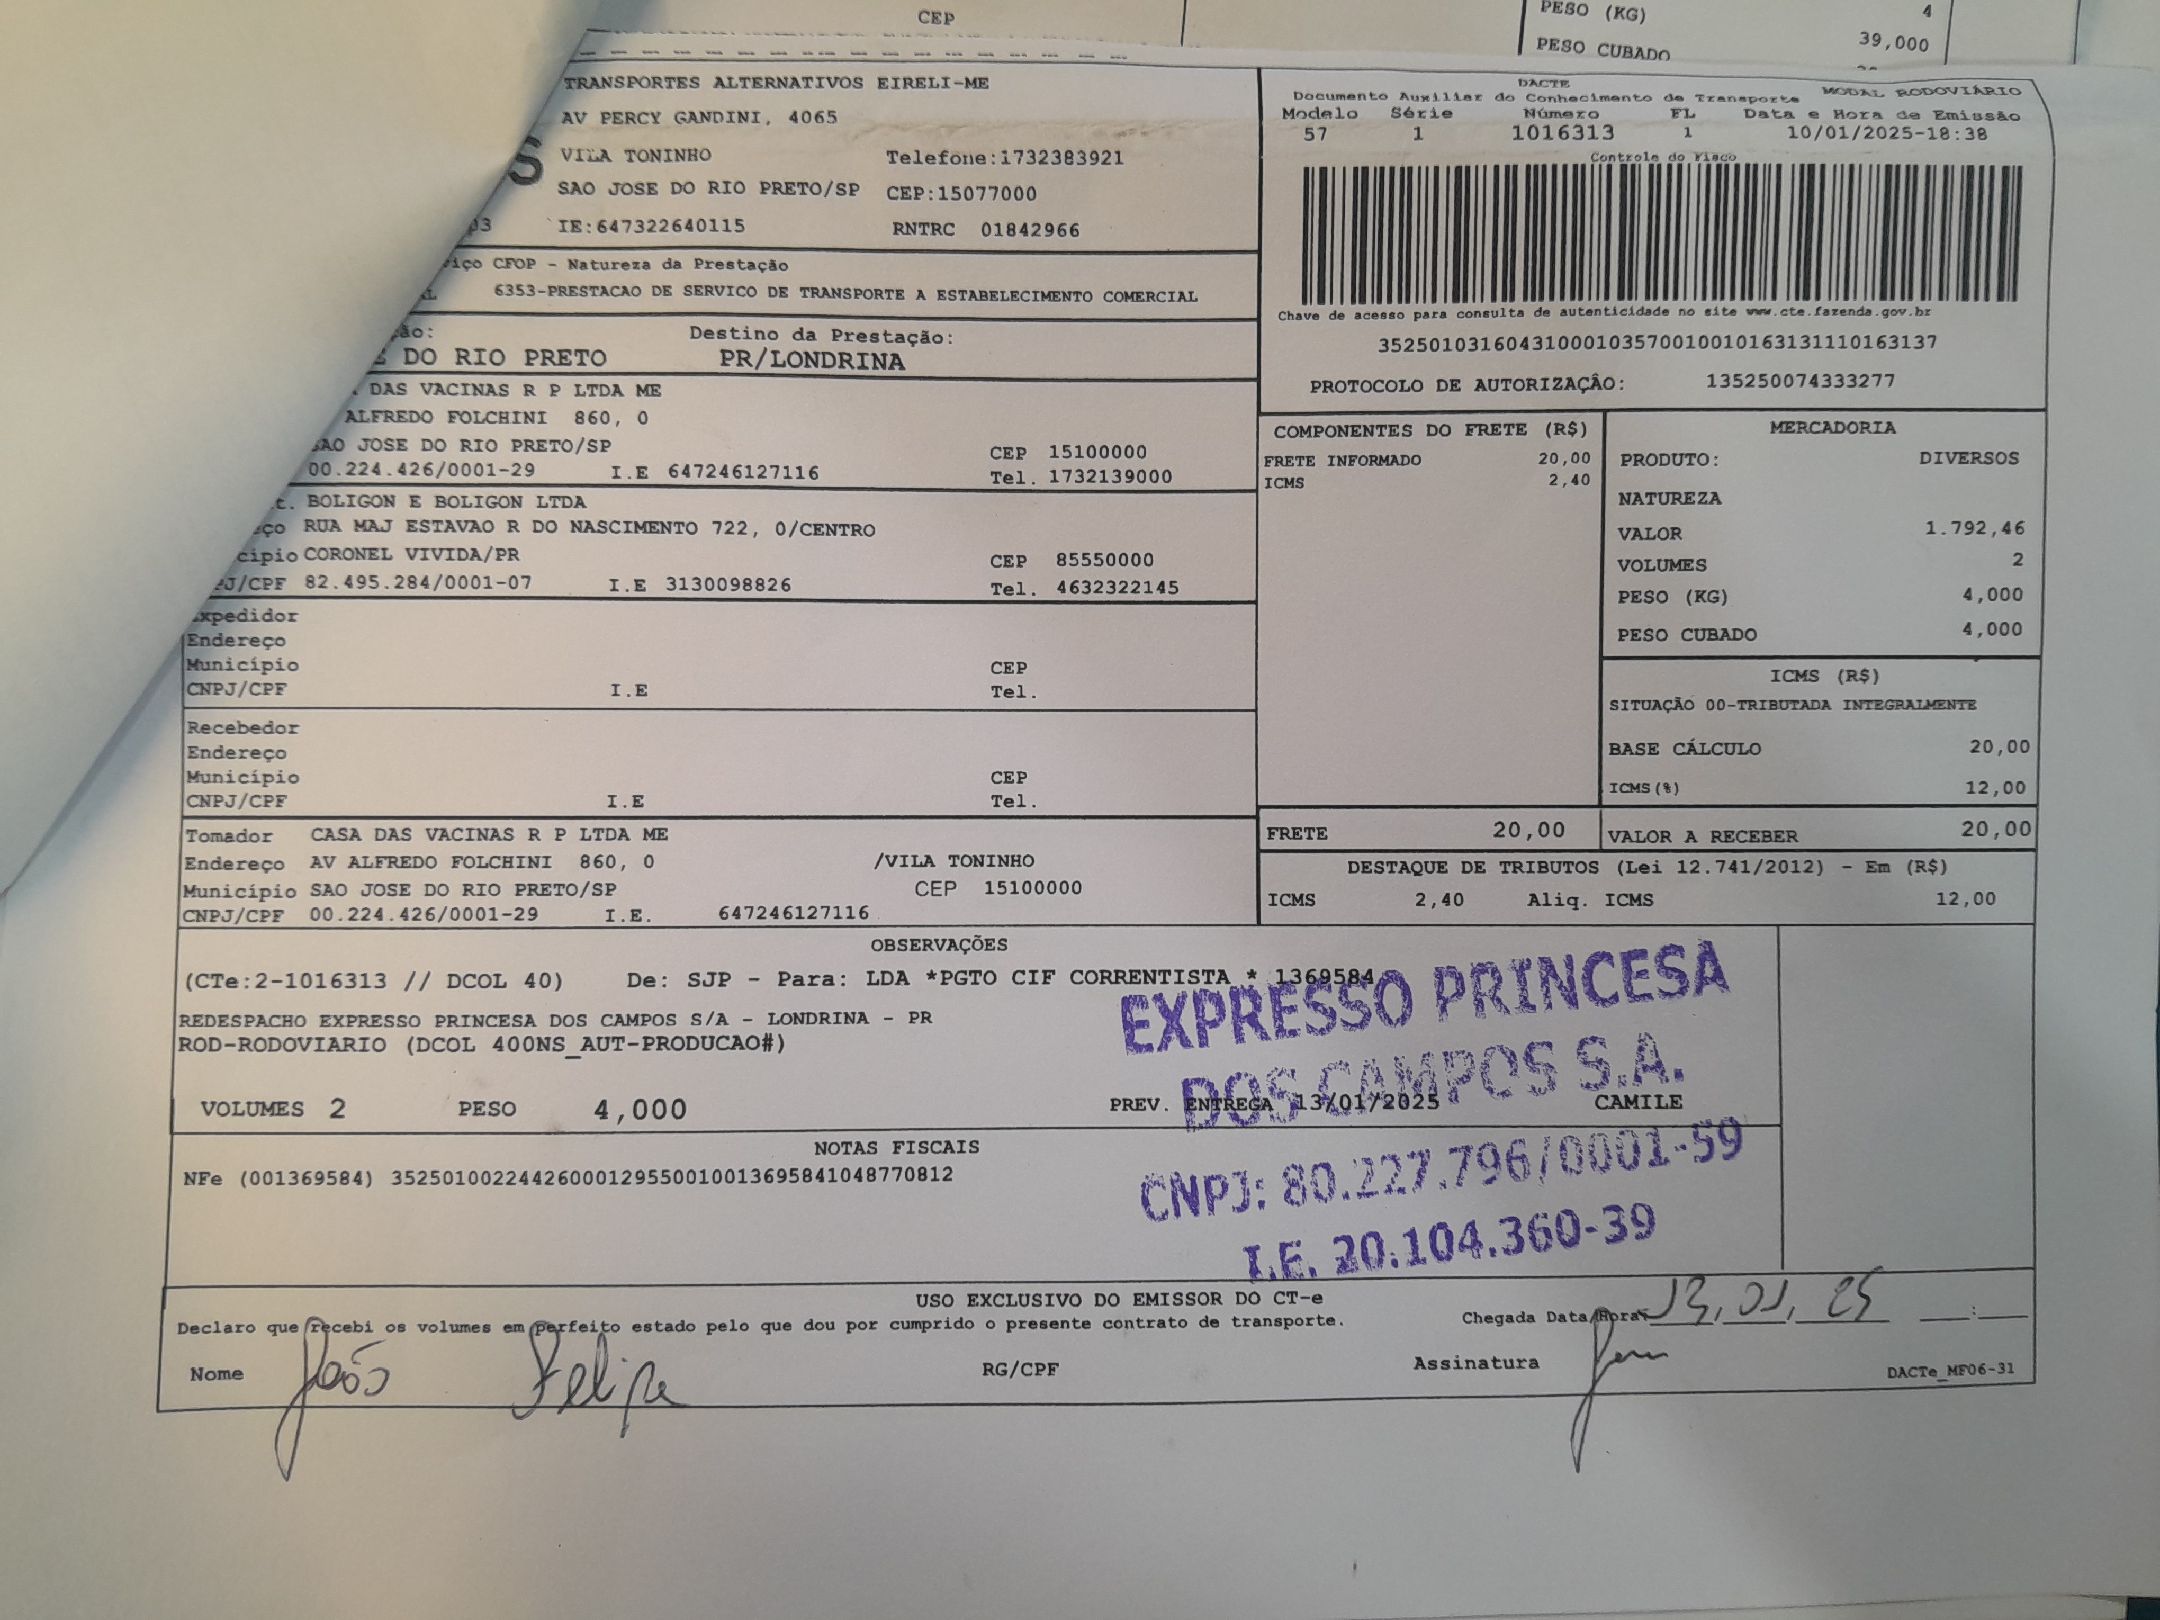 CEP
PESO (KG) 4
PESO CUBADO 39,000
TRANSPORTES ALTERNATIVOS EIRELI-ME
AV PERCY GANDINI, 4065
VILA TONINHO Telefone:1732383921
SAO JOSE DO RIO PRETO/SP CEP:15077000
IE:647322640115 RNTRC 01842966
CFOP - Natureza da Prestação
6353-PRESTACAO DE SERVICO DE TRANSPORTE A ESTABELECIMENTO COMERCIAL
Destino da Prestação:
DO RIO PRETO PR/LONDRINA
DAS VACINAS R P LTDA ME
ALFREDO FOLCHINI 860, 0
SAO JOSE DO RIO PRETO/SP CEP 15100000
00.224.426/0001-29 I.E 647246127116 Tel. 1732139000
BOLIGON E BOLIGON LTDA
RUA MAJ ESTAVAO R DO NASCIMENTO 722, 0/CENTRO
CORONEL VIVIDA/PR CEP 85550000
/CPF 82.495.284/0001-07 I.E 3130098826 Tel. 4632322145
Expedidor
Endereço
Município CEP
CNPJ/CPF I.E Tel.
Recebedor
Endereço
Município CEP
CNPJ/CPF I.E Tel.
Tomador CASA DAS VACINAS R P LTDA ME
Endereço AV ALFREDO FOLCHINI 860, 0 /VILA TONINHO
Município SAO JOSE DO RIO PRETO/SP CEP 15100000
CNPJ/CPF 00.224.426/0001-29 I.E. 647246127116
DACTE
Documento Auxiliar do Conhecimento de Transporte MODAL RODOVIÁRIO
Modelo Série Número FL Data e Hora de Emissão
57 1 1016313 1 10/01/2025-18:38
Controle do Fisco
Chave de acesso para consulta de autenticidade no site www.cte.fazenda.gov.br
35250103160431000103570010010163131110163137
PROTOCOLO DE AUTORIZAÇÂO: 135250074333277
COMPONENTES DO FRETE (R$)
FRETE INFORMADO 20,00
ICMS 2,40
MERCADORIA
PRODUTO: DIVERSOS
NATUREZA
VALOR 1.792,46
VOLUMES 2
PESO (KG) 4,000
PESO CUBADO 4,000
ICMS (R$)
SITUAÇÃO 00-TRIBUTADA INTEGRALMENTE
BASE CÁLCULO 20,00
ICMS(%) 12,00
FRETE 20,00 VALOR A RECEBER 20,00
DESTAQUE DE TRIBUTOS (Lei 12.741/2012) - Em (R$)
ICMS 2,40 Aliq. ICMS 12,00
OBSERVAÇÕES
(CTe:2-1016313 // DCOL 40) De: SJP - Para: LDA *PGTO CIF CORRENTISTA * 1369584
REDESPACHO EXPRESSO PRINCESA DOS CAMPOS S/A - LONDRINA - PR
ROD-RODOVIARIO (DCOL 400NS_AUT-PRODUCAO#)
VOLUMES 2 PESO 4,000 PREV. ENTREGA 13/01/2025 CAMILE
EXPRESSO PRINCESA
DOS CAMPOS S.A.
CNPJ: 80.227.796/0001-59
I.E. 20.104.360-39
NOTAS FISCAIS
NFe (001369584) 35250100224426000129550010013695841048770812
USO EXCLUSIVO DO EMISSOR DO CT-e
Declaro que recebi os volumes em perfeito estado pelo que dou por cumprido o presente contrato de transporte. Chegada Data/Hora 13,01,25 __:__
Nome João Felipe RG/CPF Assinatura DACTe_MF06-31